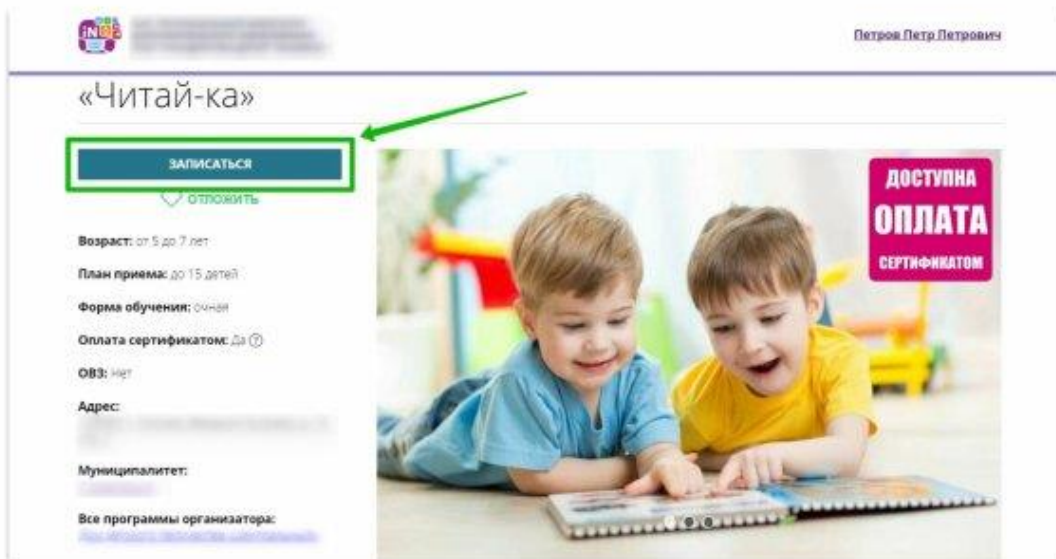 Петров Петр Петрович
«Читай-ка»
ЗАПИСАТЬСЯ
ОТЛОЖИТЬ
Возраст: от 5 до 7 лет
План приема: до 15 детей
Форма обучения: очная
Оплата сертификатом: Да ?
ОВЗ: Нет
Адрес:
Муниципалитет:
Все программы организатора:
ДОСТУПНА
ОПЛАТА
СЕРТИФИКАТОМ